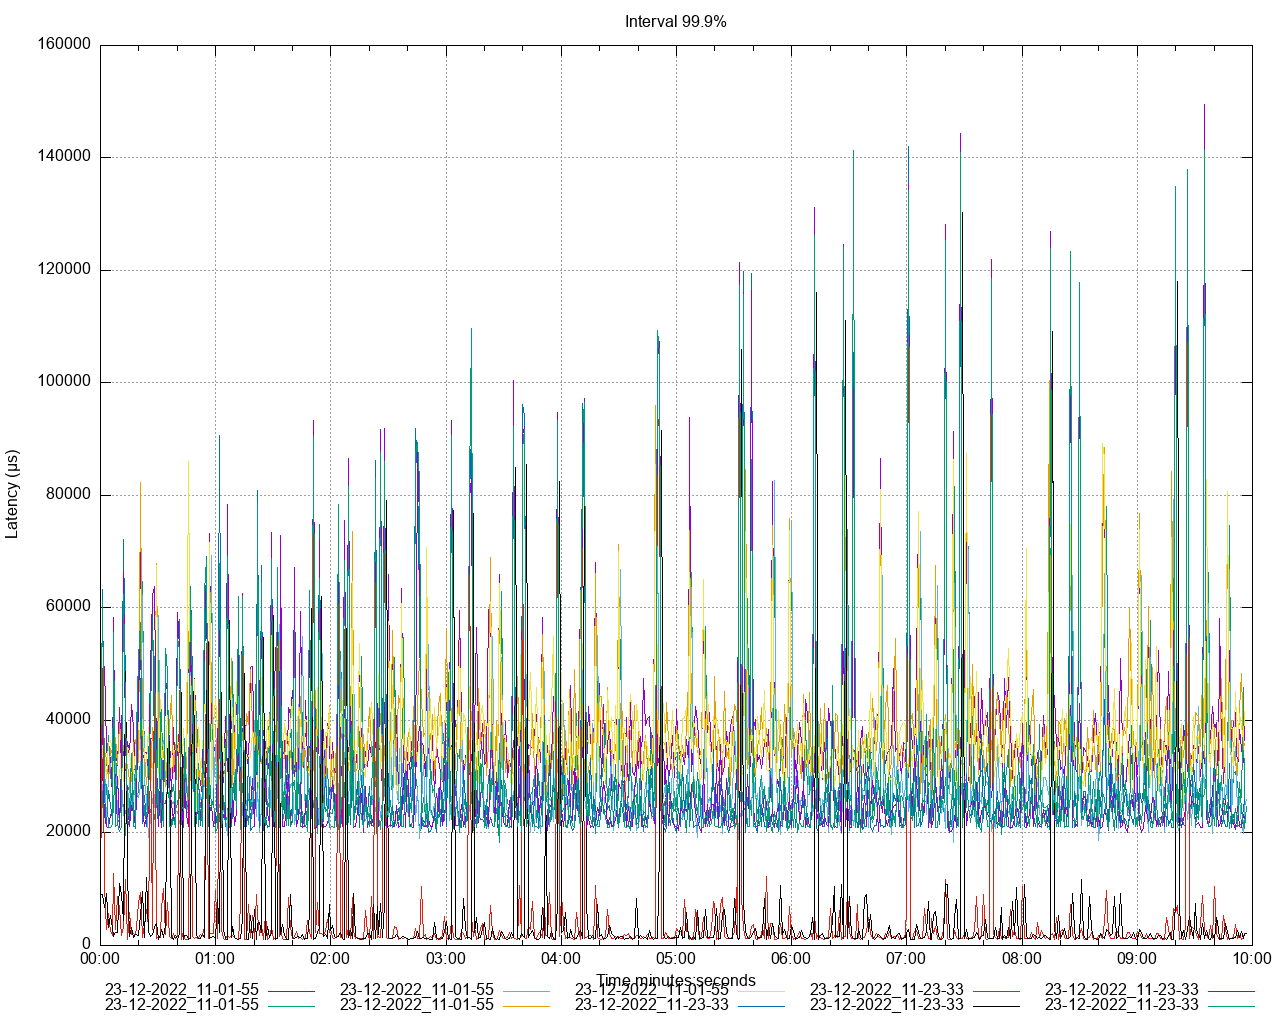 Interval 99.9%
160000
140000
120000
100000
80000
60000
40000
20000
0
Latency (µs)
00:00 01:00 02:00 03:00 04:00 05:00 06:00 07:00 08:00 09:00 10:00
Time minutes:seconds
23-12-2022_11-01-55 23-12-2022_11-01-55 23-12-2022_11-01-55 23-12-2022_11-23-33 23-12-2022_11-23-33
23-12-2022_11-01-55 23-12-2022_11-01-55 23-12-2022_11-23-33 23-12-2022_11-23-33 23-12-2022_11-23-33